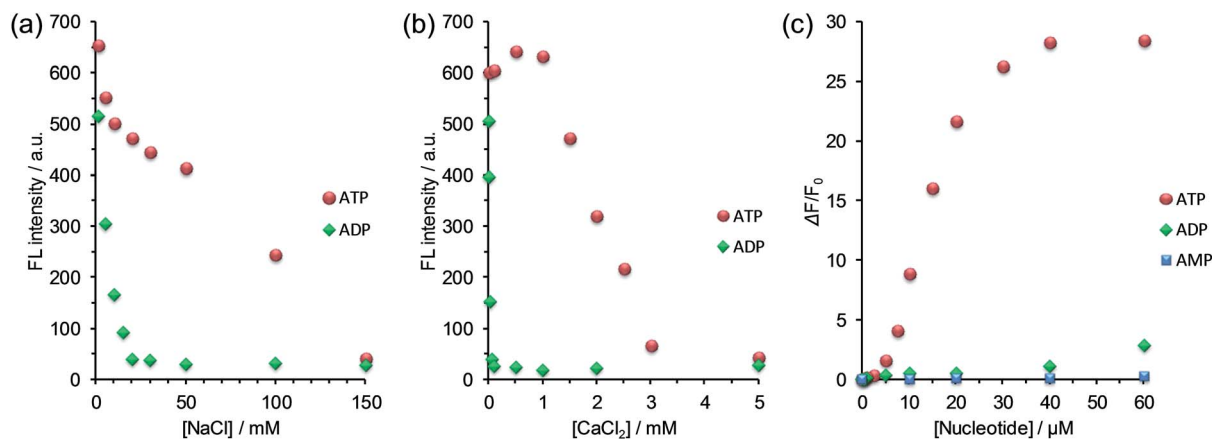 (a)
700
600
500
400
300
200
100
0
FL intensity / a.u.
0 50 100 150
[NaCl] / mM
ATP
ADP
(b)
700
600
500
400
300
200
100
0
FL intensity / a.u.
0 1 2 3 4 5
[CaCl₂] / mM
ATP
ADP
(c)
30
25
20
15
10
5
0
ΔF/F₀
0 10 20 30 40 50 60
[Nucleotide] / µM
ATP
ADP
AMP